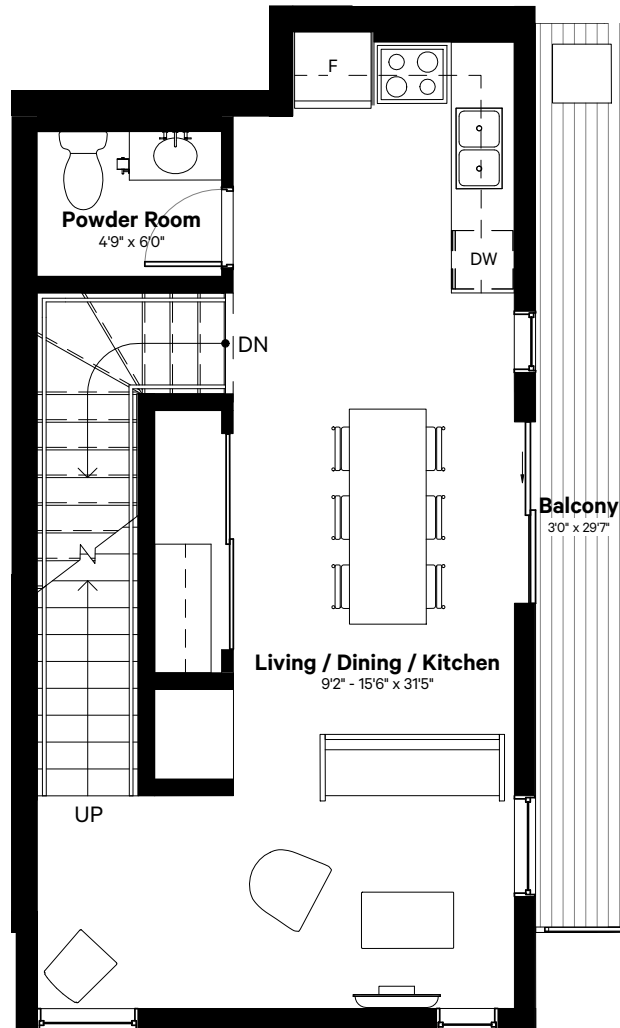 F
Powder Room
4'9" x 6'0"
DW
DN
Balcony
3'0" x 29'7"
Living / Dining / Kitchen
9'2" - 15'6" x 31'5"
UP